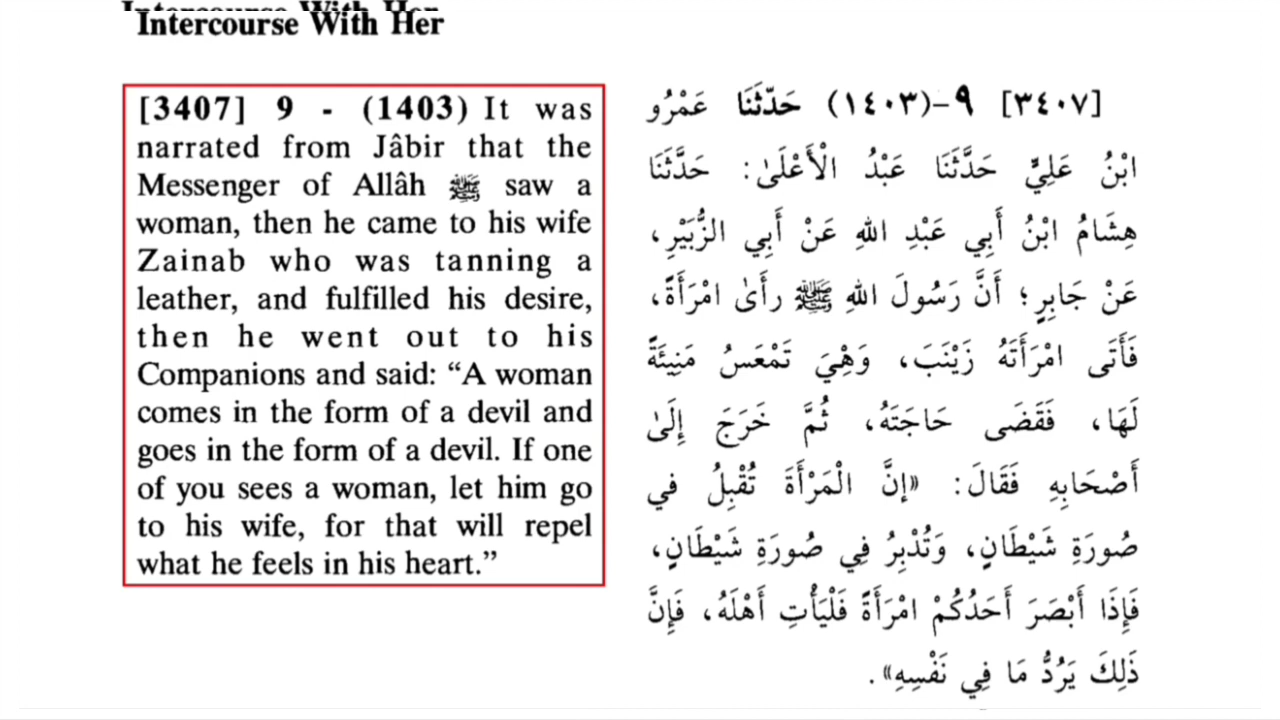 Intercourse With Her
Intercourse With Her
[3407] 9 - (1403) It was
narrated from Jâbir that the
Messenger of Allâh ﷺ saw a
woman, then he came to his wife
Zainab who was tanning a
leather, and fulfilled his desire,
then he went out to his
Companions and said: “A woman
comes in the form of a devil and
goes in the form of a devil. If one
of you sees a woman, let him go
to his wife, for that will repel
what he feels in his heart.”
[٣٤٠٧] ٩-(١٤٠٣) حَدَّثَنَا عَمْرُو
ابْنُ عَلِيٍّ حَدَّثَنَا عَبْدُ الْأَعْلَىٰ: حَدَّثَنَا
هِشَامُ ابْنُ أَبِي عَبْدِ اللهِ عَنْ أَبِي الزُّبَيْرِ،
عَنْ جَابِرٍ؛ أَنَّ رَسُولَ اللهِ ﷺ رَأَىٰ امْرَأَةً،
فَأَتَى امْرَأَتَهُ زَيْنَبَ، وَهْيَ تَمْعَسُ مَنِيئَةً
لَهَا، فَقَضَى حَاجَتَهُ، ثُمَّ خَرَجَ إِلَىٰ
أَصْحَابِهِ فَقَالَ: «إنَّ الْمَرْأَةَ تُقْبِلُ في
صُورَةِ شَيْطَانٍ، وَتُدْبِرُ فِي صُورَةِ شَيْطَانٍ،
فَإِذَا أَبْصَرَ أَحَدُكُمْ امْرَأَةً فَلْيَأْتِ أَهْلَهُ، فَإِنَّ
ذَلِكَ يَرُدُّ مَا فِي نَفْسِهِ».